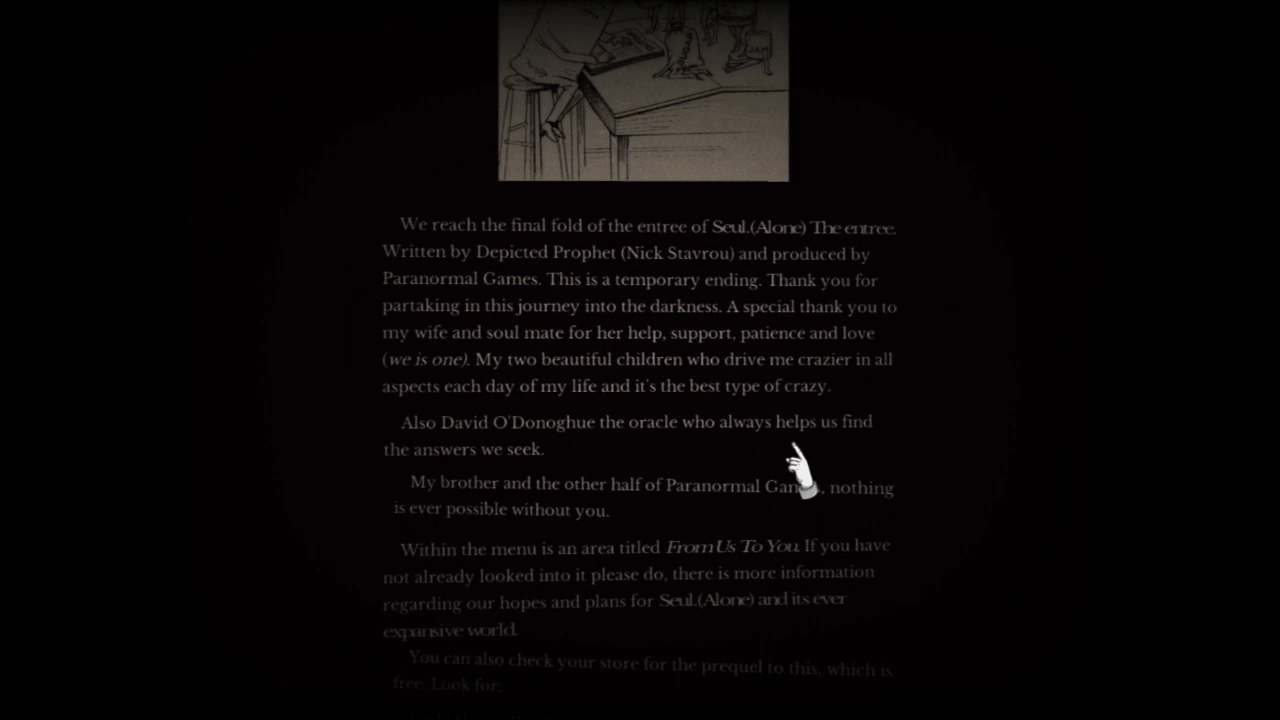 SUGAR
JAM
We reach the final fold of the entree of Seul.(Alone) The entree.
Written by Depicted Prophet (Nick Stavrou) and produced by
Paranormal Games. This is a temporary ending. Thank you for
partaking in this journey into the darkness. A special thank you to
my wife and soul mate for her help, support, patience and love
(we is one). My two beautiful children who drive me crazier in all
aspects each day of my life and it's the best type of crazy.
Also David O'Donoghue the oracle who always helps us find
the answers we seek.
My brother and the other half of Paranormal , nothing
is ever possible without you.
Within the menu is an area titled From Us To You. If you have
not already looked into it please do, there is more information
regarding our hopes and plans for Seul.(Alone) and its ever
expansive world.
You can also check your store for the prequel to this, which is
free. Look for: